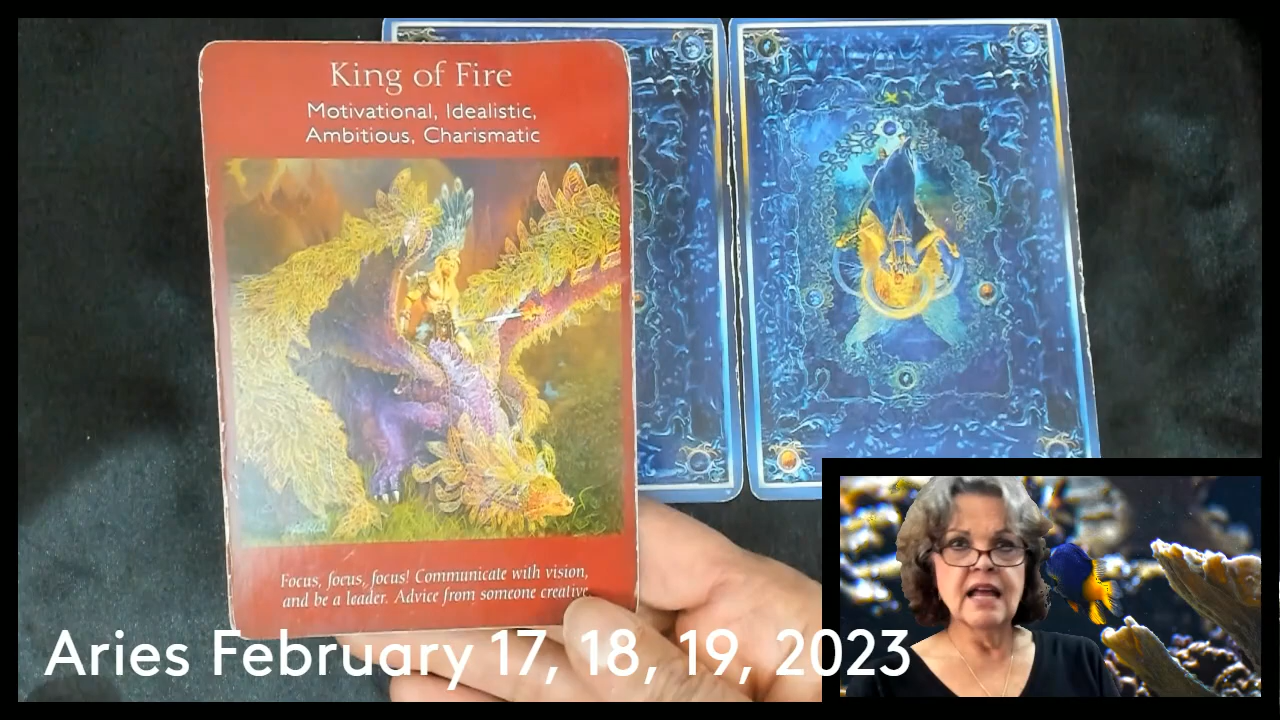 King of Fire
Motivational, Idealistic,
Ambitious, Charismatic
Focus, focus, focus! Communicate with vision,
and be a leader. Advice from someone creative.
Aries February 17, 18, 19, 2023